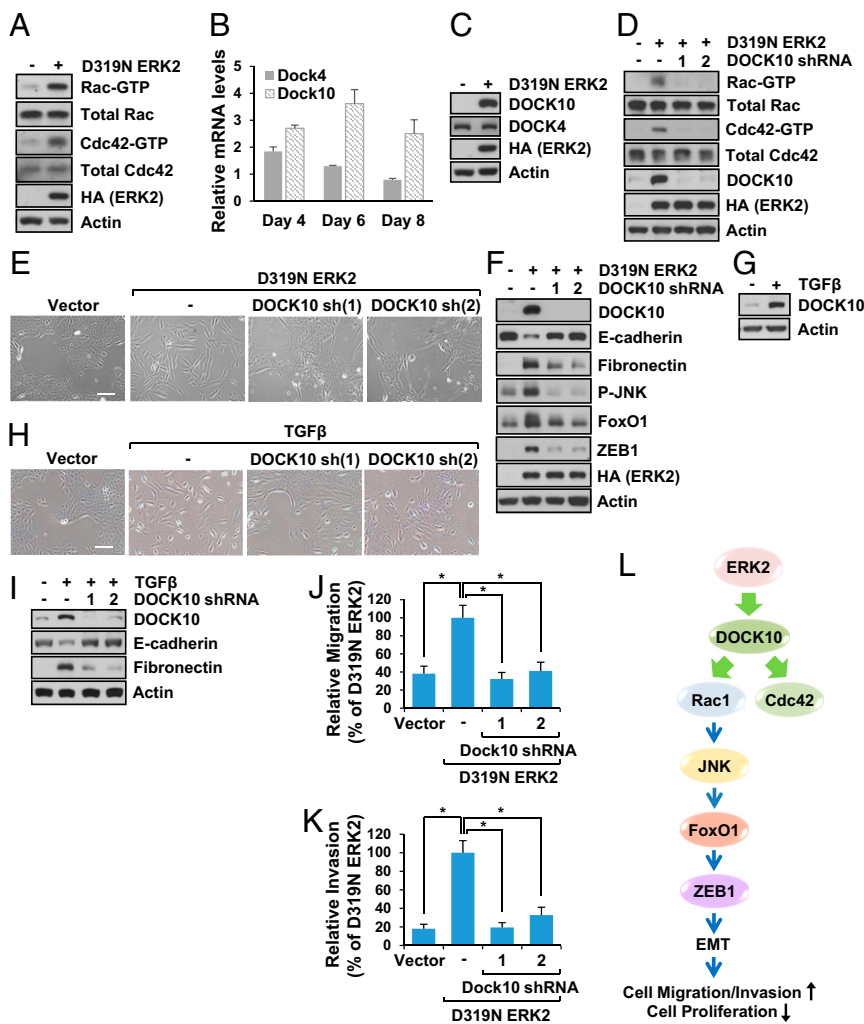 A
- +
D319N ERK2
Rac-GTP
Total Rac
Cdc42-GTP
Total Cdc42
HA (ERK2)
Actin
B
Relative mRNA levels
5
4
3
2
1
0
Dock4
Dock10
Day 4 Day 6 Day 8
C
- +
D319N ERK2
DOCK10
DOCK4
HA (ERK2)
Actin
D
- + + + D319N ERK2
- - 1 2 DOCK10 shRNA
Rac-GTP
Total Rac
Cdc42-GTP
Total Cdc42
DOCK10
HA (ERK2)
Actin
E
D319N ERK2
Vector - DOCK10 sh(1) DOCK10 sh(2)
F
- + + + D319N ERK2
- - 1 2 DOCK10 shRNA
DOCK10
E-cadherin
Fibronectin
P-JNK
FoxO1
ZEB1
HA (ERK2)
Actin
G
- + TGFβ
DOCK10
Actin
H
TGFβ
Vector - DOCK10 sh(1) DOCK10 sh(2)
I
- + + + TGFβ
- - 1 2 DOCK10 shRNA
DOCK10
E-cadherin
Fibronectin
Actin
J
Relative Migration
(% of D319N ERK2)
120
100
80
60
40
20
0
* * *
Vector - 1 2
Dock10 shRNA
D319N ERK2
K
Relative Invasion
(% of D319N ERK2)
120
100
80
60
40
20
0
* * *
Vector - 1 2
Dock10 shRNA
D319N ERK2
L
ERK2
DOCK10
Rac1 Cdc42
JNK
FoxO1
ZEB1
EMT
Cell Migration/Invasion ↑
Cell Proliferation ↓